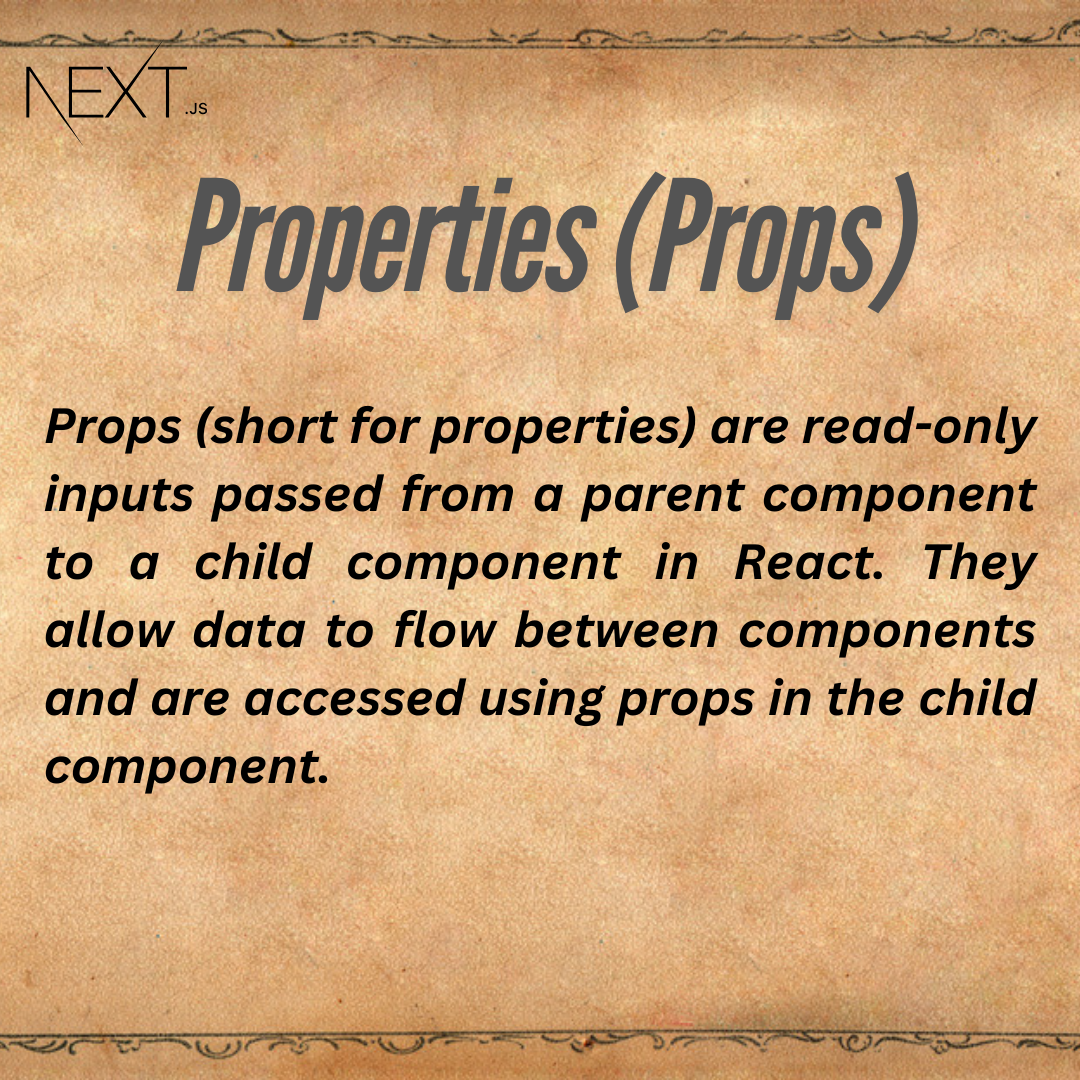 NEXT.JS
Properties (Props)
Props (short for properties) are read-only
inputs passed from a parent component
to a child component in React. They
allow data to flow between components
and are accessed using props in the child
component.